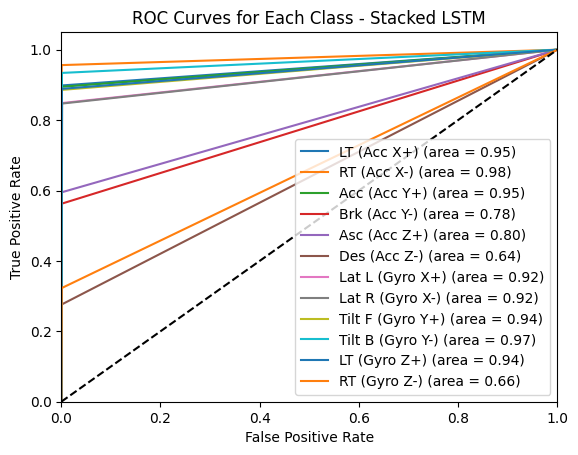 ROC Curves for Each Class - Stacked LSTM
True Positive Rate
1.0
0.8
0.6
0.4
0.2
0.0
LT (Acc X+) (area = 0.95)
RT (Acc X-) (area = 0.98)
Acc (Acc Y+) (area = 0.95)
Brk (Acc Y-) (area = 0.78)
Asc (Acc Z+) (area = 0.80)
Des (Acc Z-) (area = 0.64)
Lat L (Gyro X+) (area = 0.92)
Lat R (Gyro X-) (area = 0.92)
Tilt F (Gyro Y+) (area = 0.94)
Tilt B (Gyro Y-) (area = 0.97)
LT (Gyro Z+) (area = 0.94)
RT (Gyro Z-) (area = 0.66)
0.0 0.2 0.4 0.6 0.8 1.0
False Positive Rate